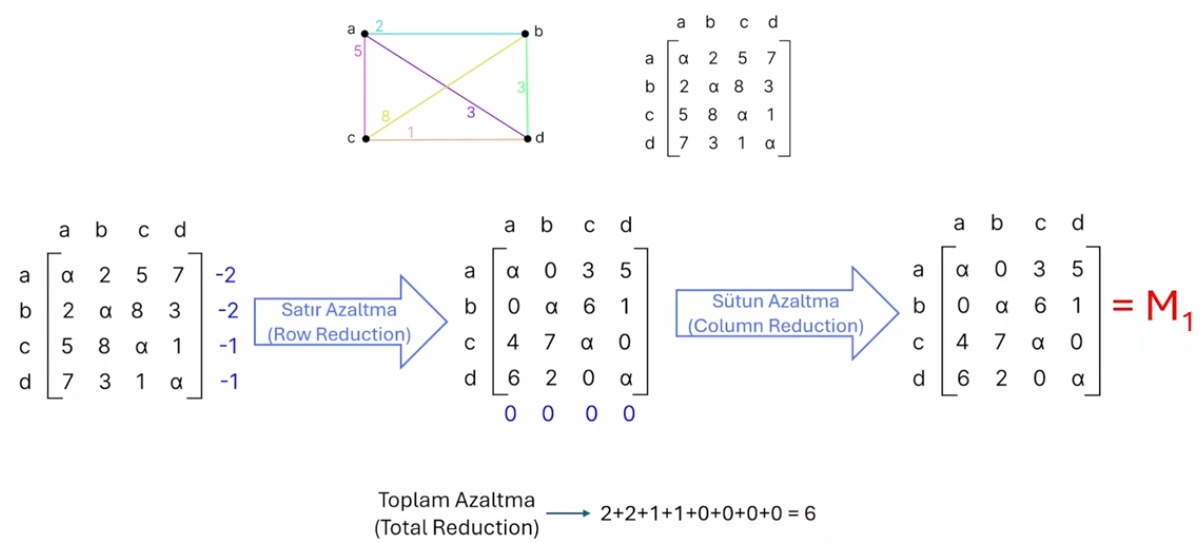 a 2 b
5
3
8 3
c 1 d
a b c d
a α 2 5 7
b 2 α 8 3
c 5 8 α 1
d 7 3 1 α
a b c d
a α 2 5 7 -2
b 2 α 8 3 -2
c 5 8 α 1 -1
d 7 3 1 α -1
Satır Azaltma
(Row Reduction)
a b c d
a α 0 3 5
b 0 α 6 1
c 4 7 α 0
d 6 2 0 α
0 0 0 0
Sütun Azaltma
(Column Reduction)
a b c d
a α 0 3 5
b 0 α 6 1
c 4 7 α 0
d 6 2 0 α
= M₁
Toplam Azaltma
(Total Reduction)
2+2+1+1+0+0+0+0 = 6